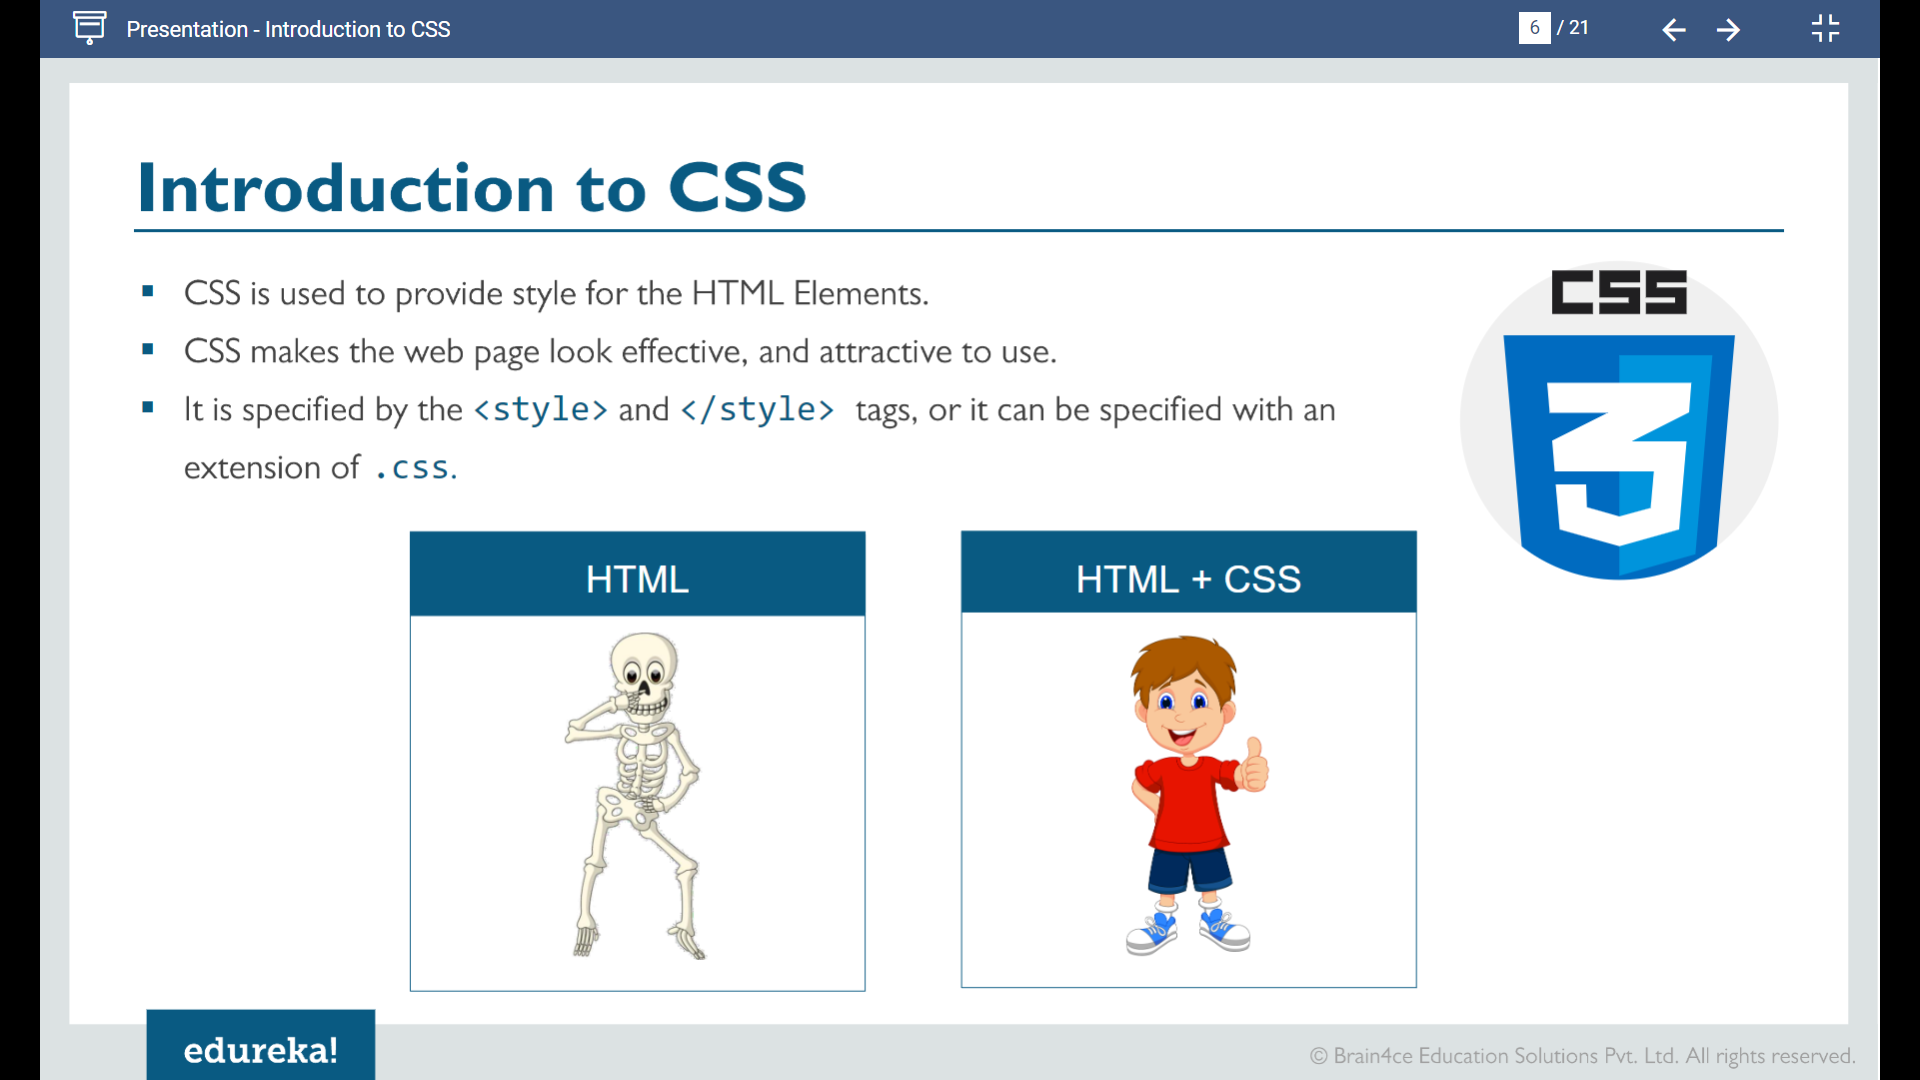 Presentation - Introduction to CSS
6 / 21
Introduction to CSS
▪ CSS is used to provide style for the HTML Elements.
▪ CSS makes the web page look effective, and attractive to use.
▪ It is specified by the <style> and </style> tags, or it can be specified with an
extension of .css.
CSS
3
HTML
HTML + CSS
edureka!
© Brain4ce Education Solutions Pvt. Ltd. All rights reserved.